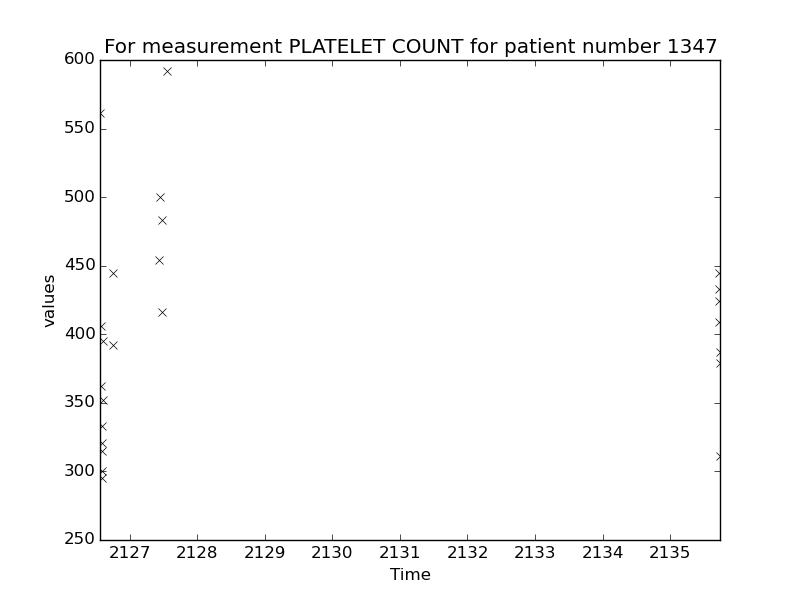 For measurement PLATELET COUNT for patient number 1347
600
550
500
450
400
350
300
250
values
2127 2128 2129 2130 2131 2132 2133 2134 2135
Time